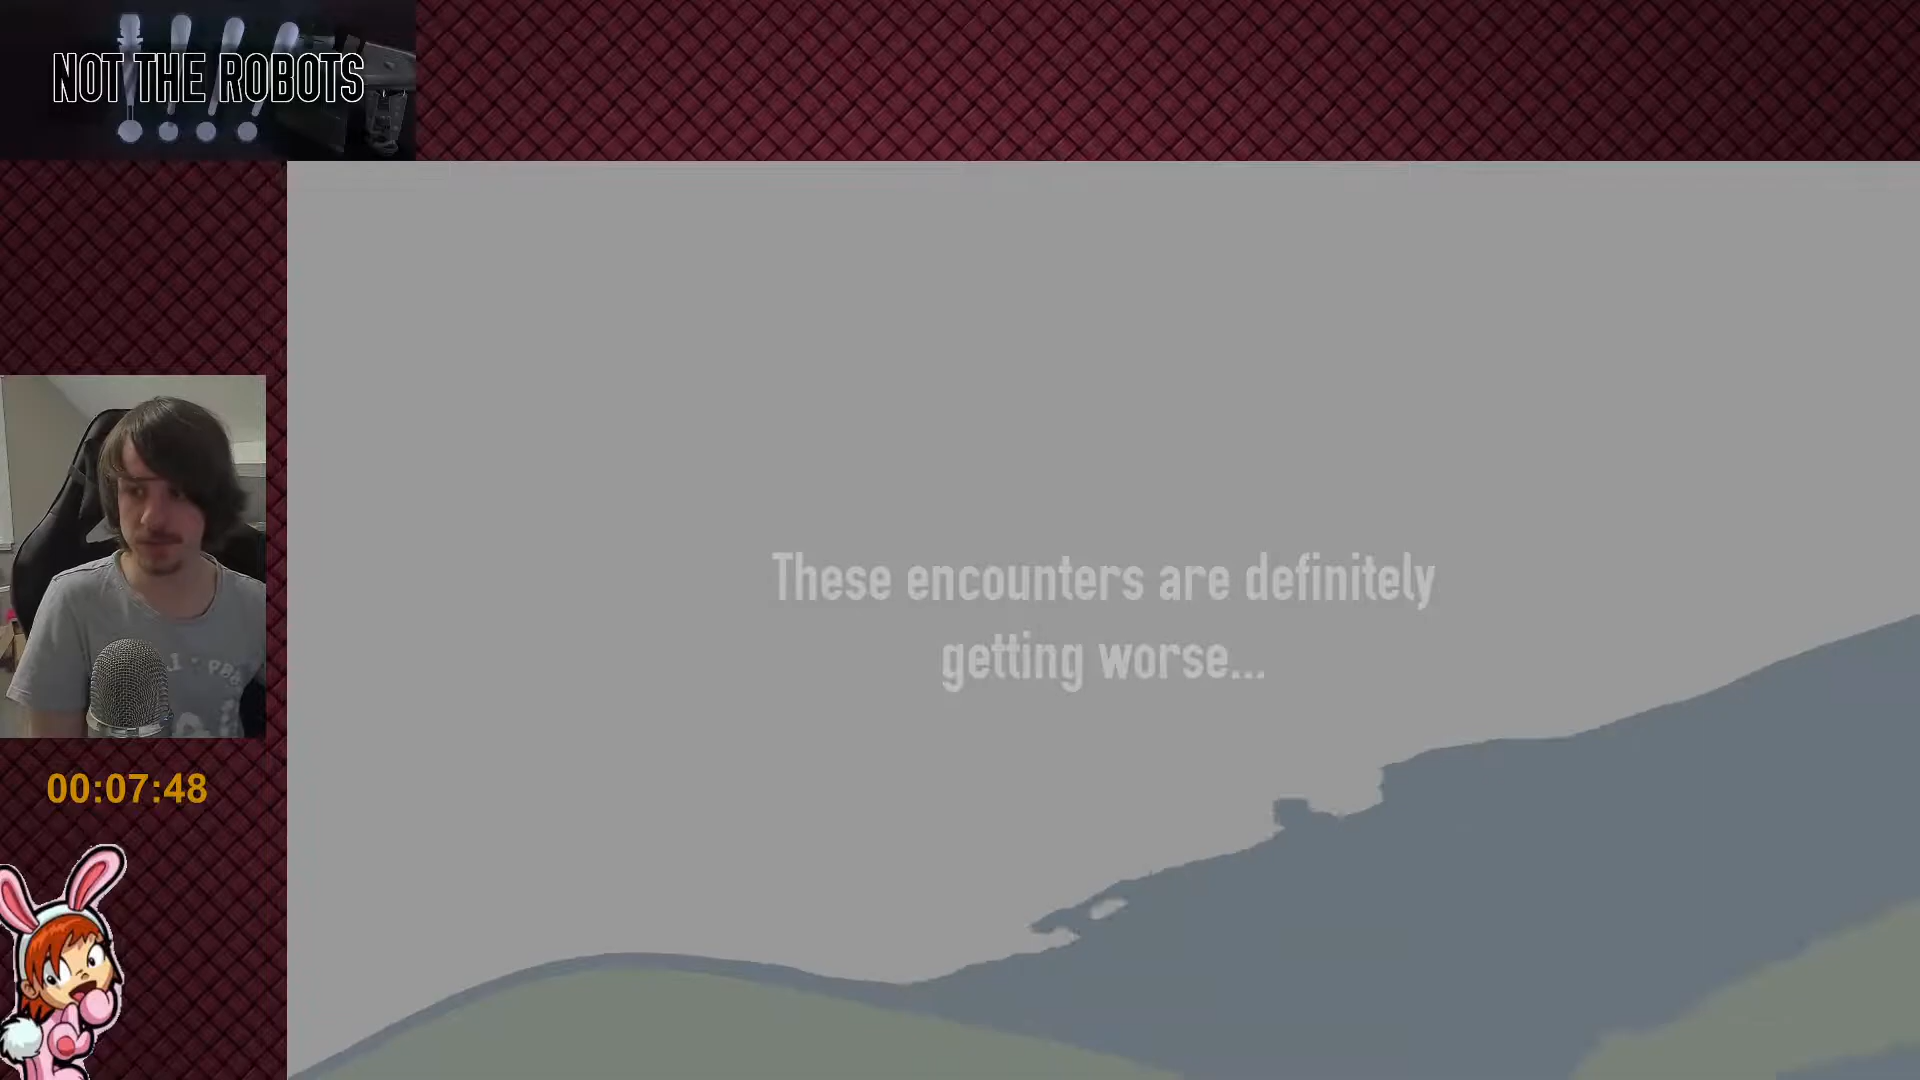 NOT THE ROBOTS
These encounters are definitely
getting worse...
00:07:48